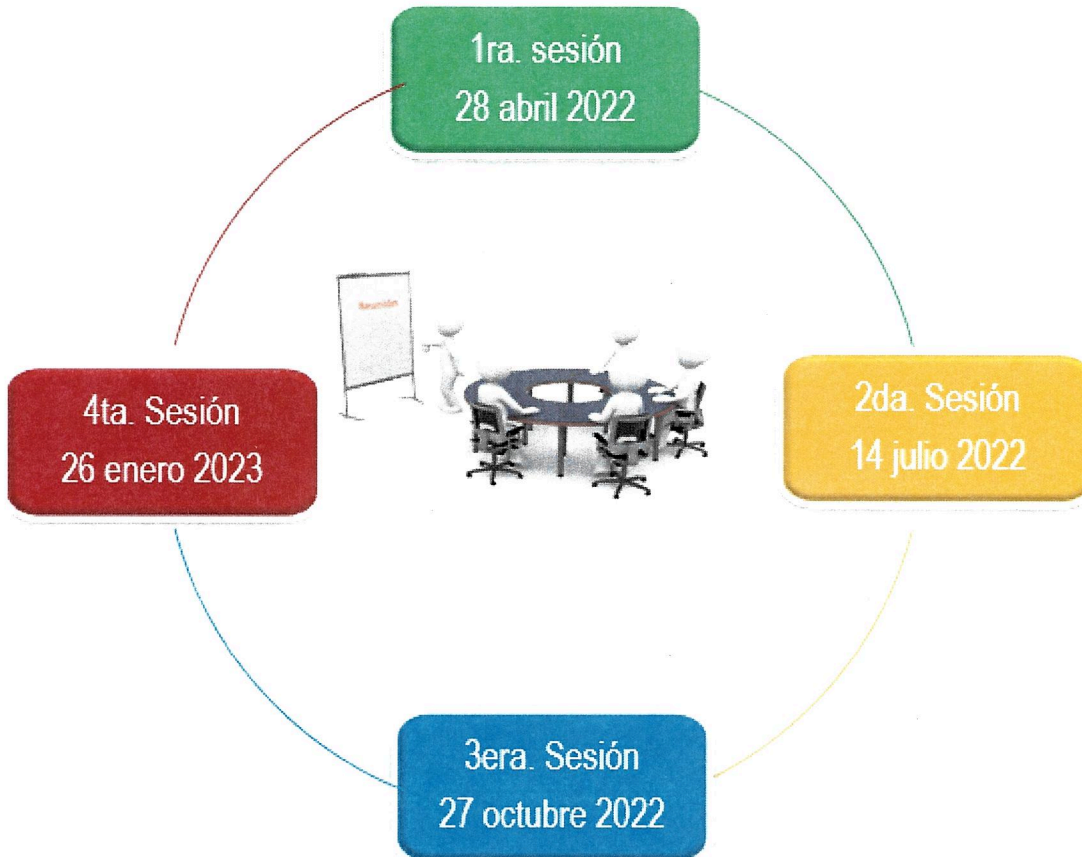 1ra. sesión
28 abril 2022
Reunión
4ta. Sesión
26 enero 2023
2da. Sesión
14 julio 2022
3era. Sesión
27 octubre 2022